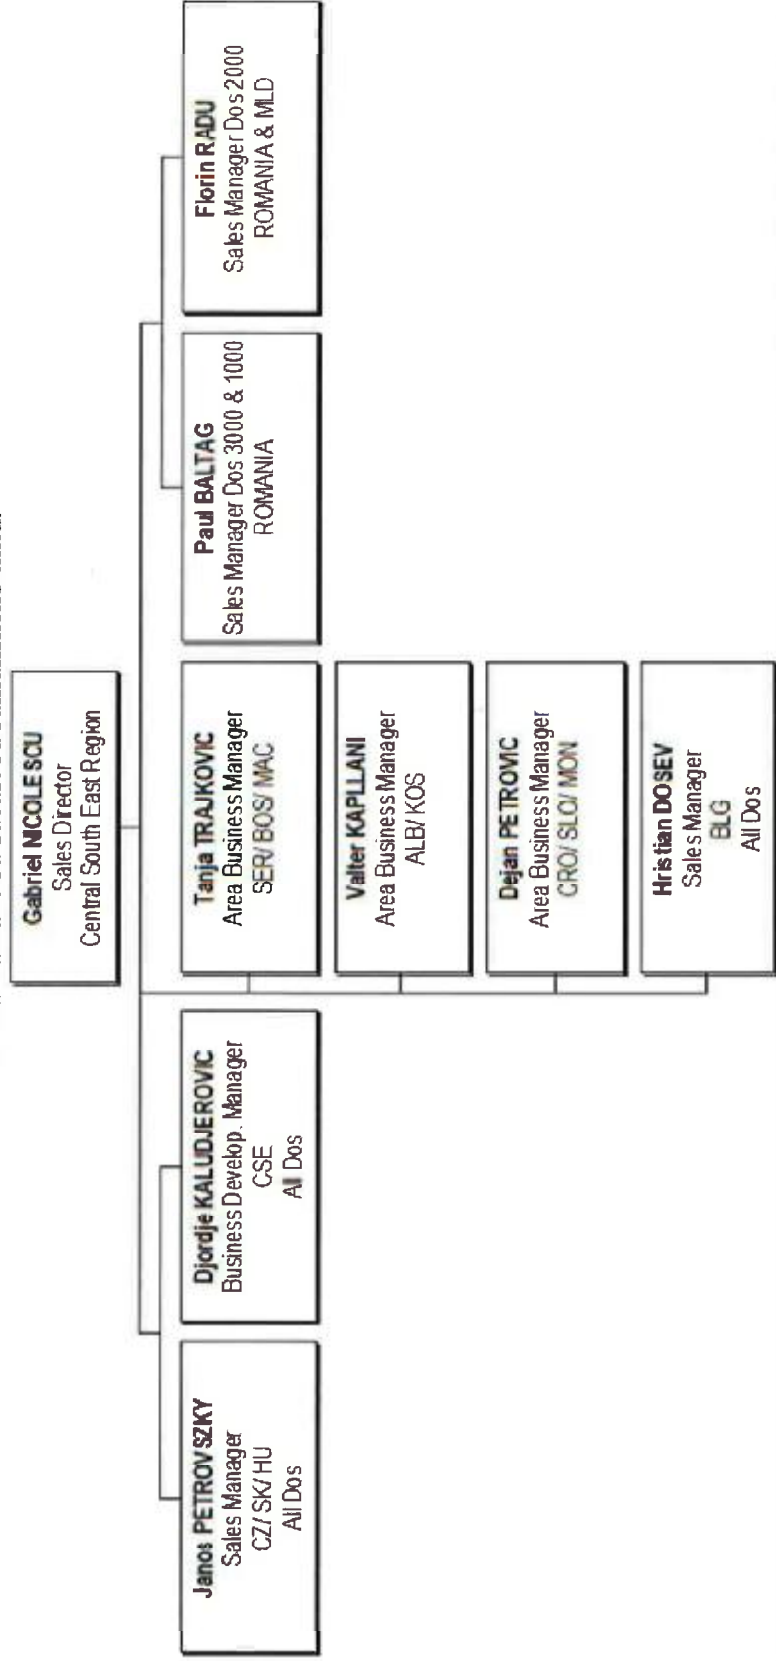 Gabriel NICOLESCU
Sales Director
Central South East Region
Janos PETROVSZKY
Sales Manager
CZ/ SK/ HU
All Dos
Djordje KALUDJEROVIC
Business Develop. Manager
CSE
All Dos
Tanja TRAJKOVIC
Area Business Manager
SER/ BOS/ MAC
Valter KAPLLANI
Area Business Manager
ALB/ KOS
Dejan PETROVIC
Area Business Manager
CRO/ SLO/ MON
Hristian DOSEV
Sales Manager
BLG
All Dos
Paul BALTAG
Sales Manager Dos 3000 & 1000
ROMANIA
Florin RADU
Sales Manager Dos 2000
ROMANIA & MLD